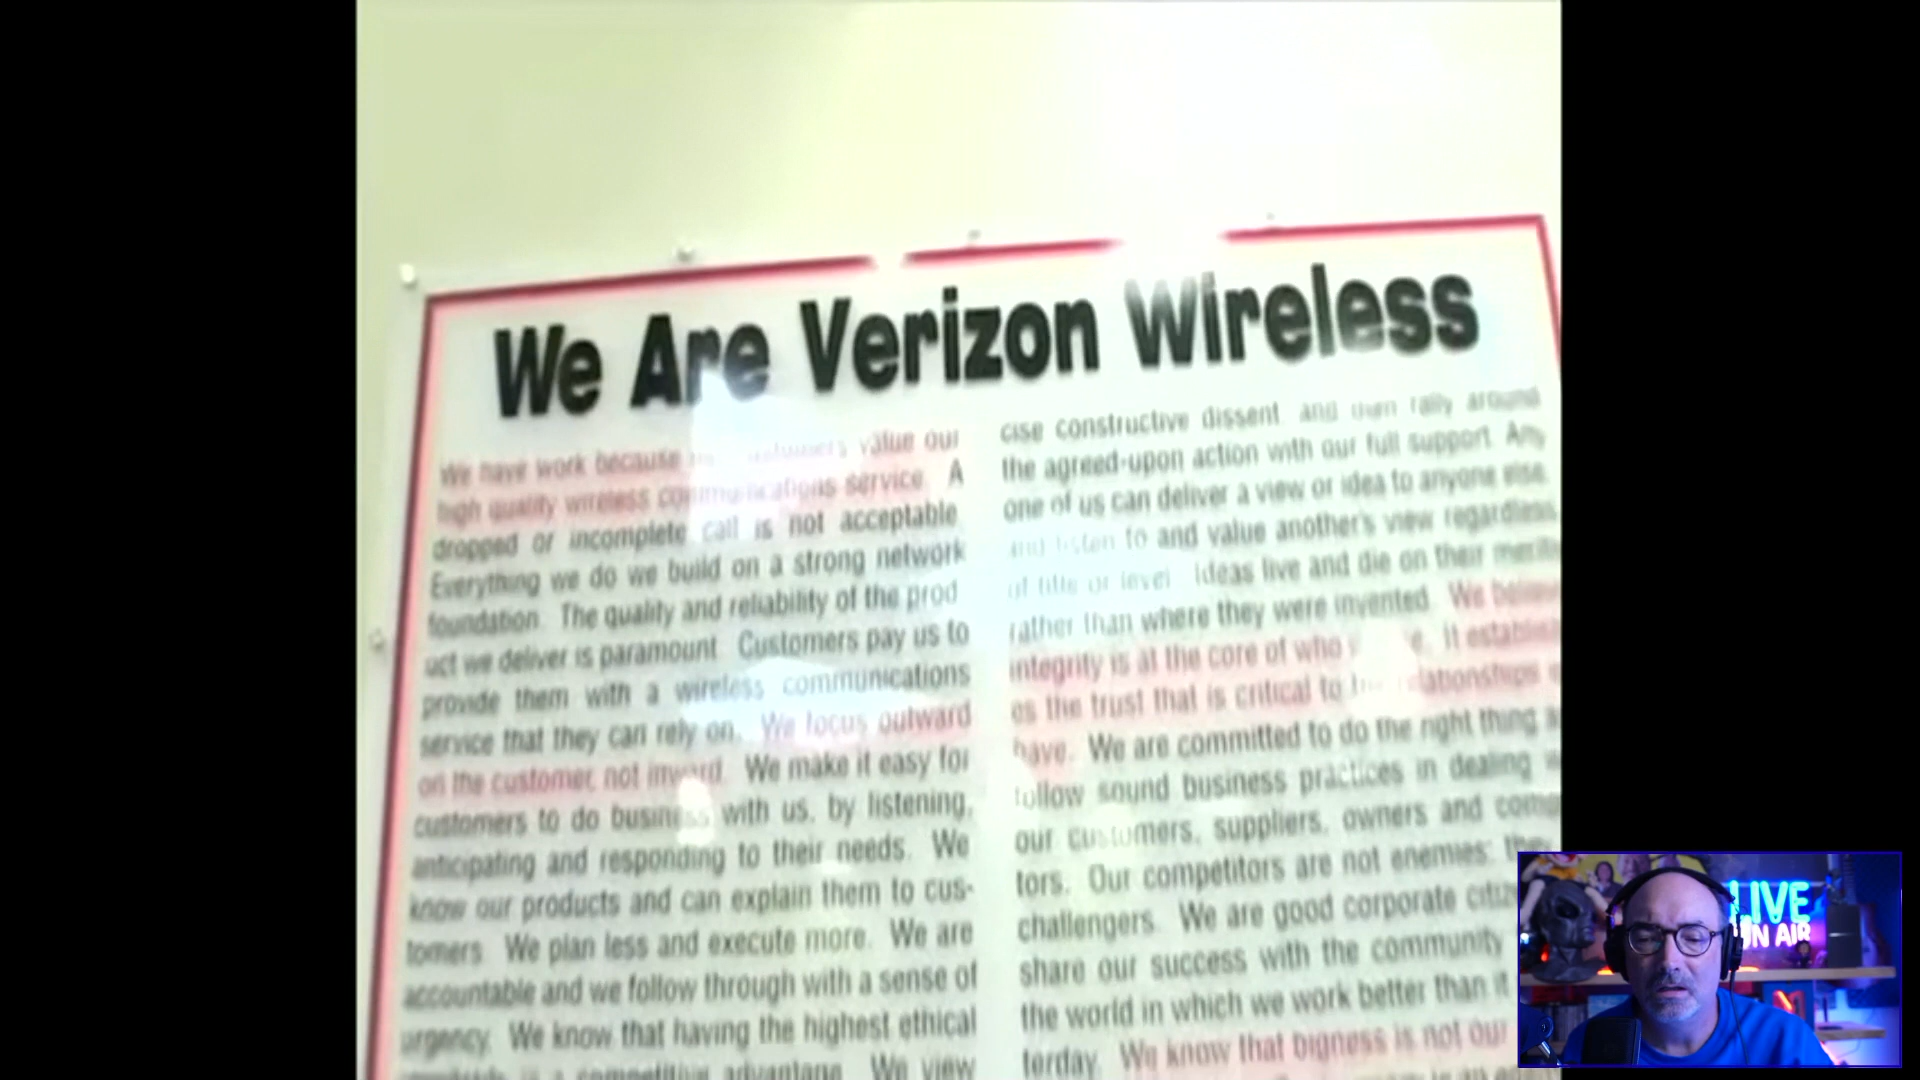 We Are Verizon Wireless
We have work because customers value our
high quality wireless communications service. A
dropped or incomplete call is not acceptable
Everything we do we build on a strong network
foundation. The quality and reliability of the prod
uct we deliver is paramount. Customers pay us to
provide them with a wireless communications
service that they can rely on. We focus outward
on the customer, not inward. We make it easy for
customers to do business with us, by listening,
anticipating and responding to their needs. We
know our products and can explain them to cus-
tomers. We plan less and execute more. We are
accountable and we follow through with a sense of
urgency. We know that having the highest ethical
is a competitive advantage. We view
cise constructive dissent and then rally around
the agreed-upon action with our full support. Any
one of us can deliver a view or idea to anyone else,
and listen to and value another's view regardless
of title or level. Ideas live and die on their merits
rather than where they were invented. We believe
integrity is at the core of who e. It establish
es the trust that is critical to relationships
have. We are committed to do the right thing a
follow sound business practices in dealing w
our customers, suppliers, owners and comp
tors. Our competitors are not enemies; the
challengers. We are good corporate citiz
share our success with the community
the world in which we work better than it
terday. We know that bigness is not our
LIVE
ON AIR